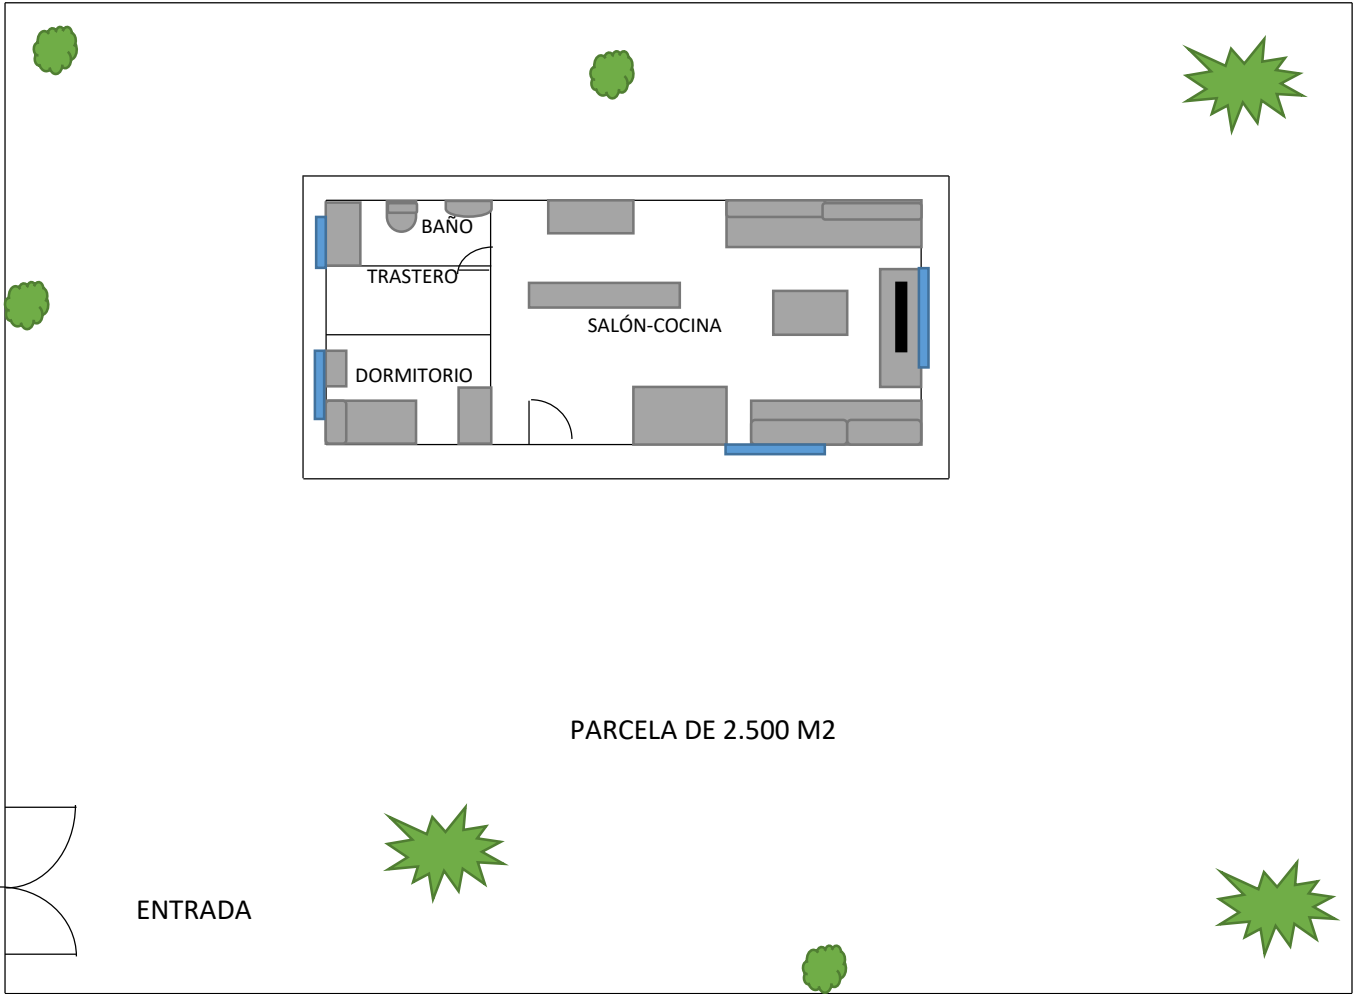 BAÑO
TRASTERO
SALÓN-COCINA
DORMITORIO
PARCELA DE 2.500 M2
ENTRADA